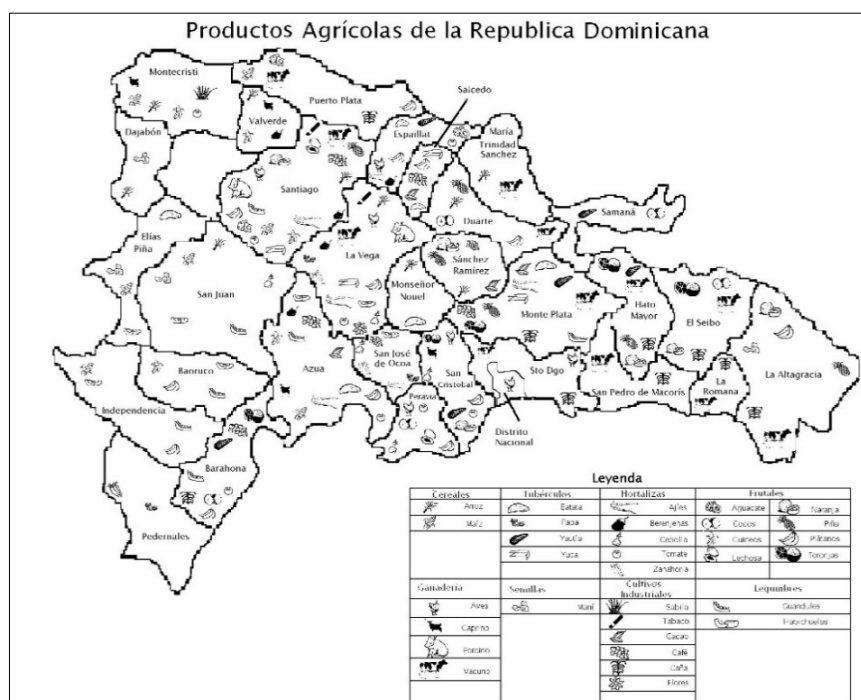 Productos Agrícolas de la Republica Dominicana
Montecristi
Puerto Plata
Salcedo
Valverde
Espaillat
María
Trinidad
Sanchez
Dajabón
Santiago
Samaná
Duarte
Elías
Piña
La Vega
Sánchez
Ramírez
San Juan
Monseñor
Nouel
Monte Plata
Hato
Mayor
El Seibo
Azua
San José
de Ocoa
San
Cristobal
Sto Dgo
Baoruco
La Altagracia
San Pedro de Macorís
La
Romana
Peravia
Independencia
Distrito
Nacional
Barahona
Pedernales
Leyenda
Cereales Tubérculos Hortalizas Frutales
Arroz Batata Ajíes Aguacate Naranja
Maíz Papa Berenjenas Cocos Piña
Yautía Cebolla Guineos Plátanos
Yuca Tomate Lechosa Toronjas
Zanahoria
Ganadería Semillas Cultivos Industriales Legumbres
Aves Maní Sabila Guandules
Caprino Tabaco Habichuelas
Porcino Cacao
Vacuno Café
Caña
Flores